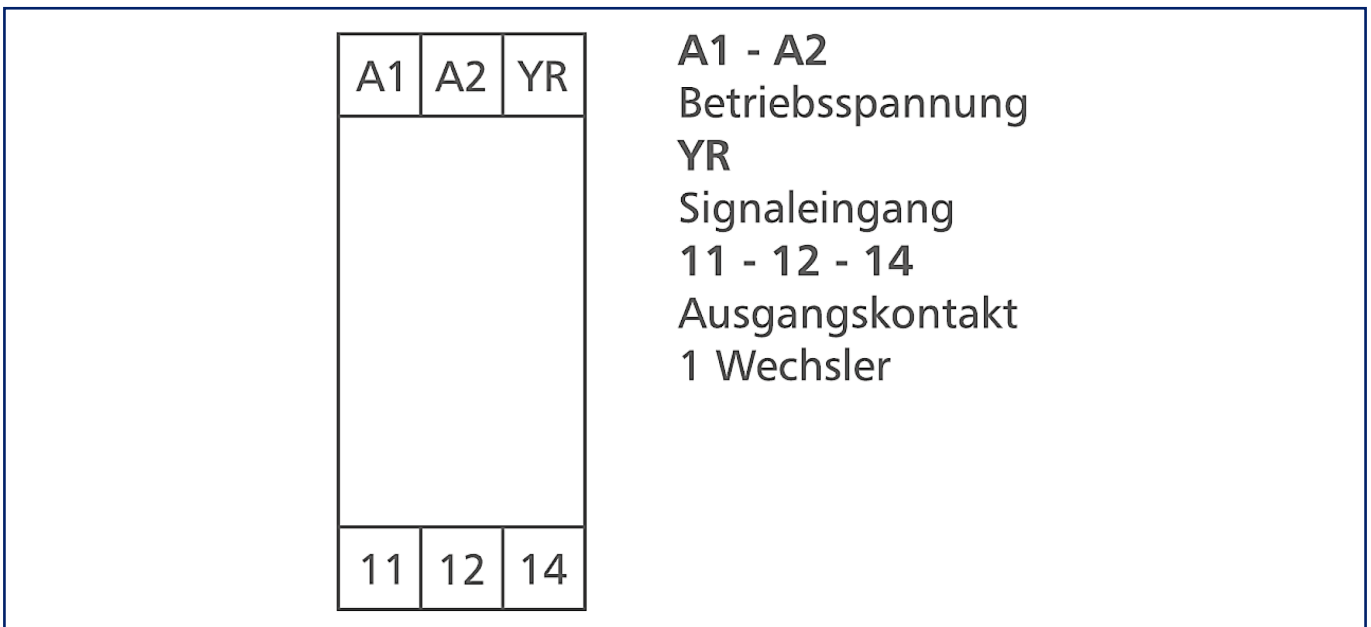 A1 A2 YR
A1 - A2
Betriebsspannung
YR
Signaleingang
11 - 12 - 14
Ausgangskontakt
1 Wechsler
11 12 14